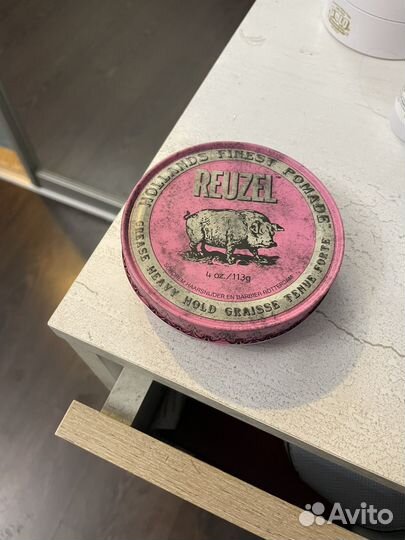 HOLLANDS FINEST POMADE
REUZEL
4 oz./113g
GREASE HEAVY HOLD GRAISSE TENUE FORTE
Avito